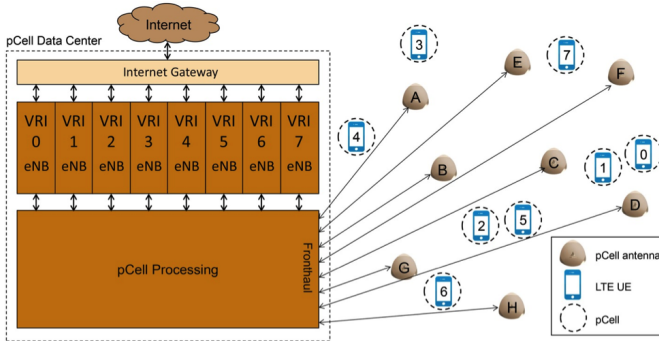 Internet
pCell Data Center
Internet Gateway
VRI 0 eNB
VRI 1 eNB
VRI 2 eNB
VRI 3 eNB
VRI 4 eNB
VRI 5 eNB
VRI 6 eNB
VRI 7 eNB
pCell Processing
Fronthaul
3
E
7
F
A
4
B
C
1
0
2
5
D
G
6
H
pCell antenna
LTE UE
pCell